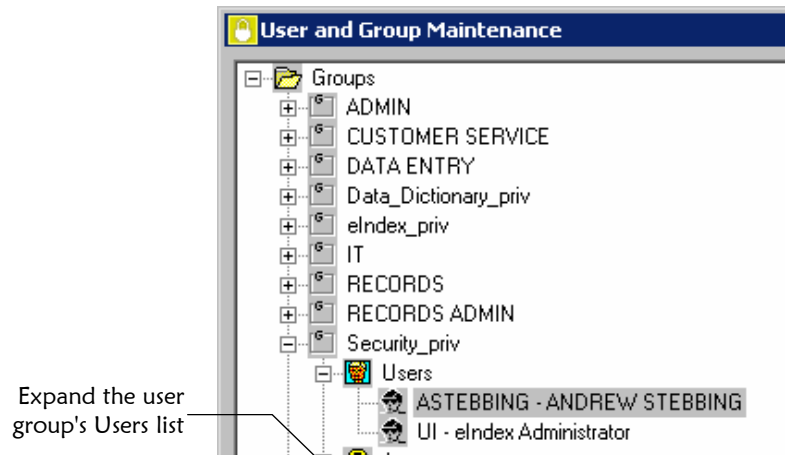 User and Group Maintenance
Groups
ADMIN
CUSTOMER SERVICE
DATA ENTRY
Data_Dictionary_priv
eIndex_priv
IT
RECORDS
RECORDS ADMIN
Security_priv
Users
ASTEBBING - ANDREW STEBBING
UI - eIndex Administrator
Expand the user
group's Users list